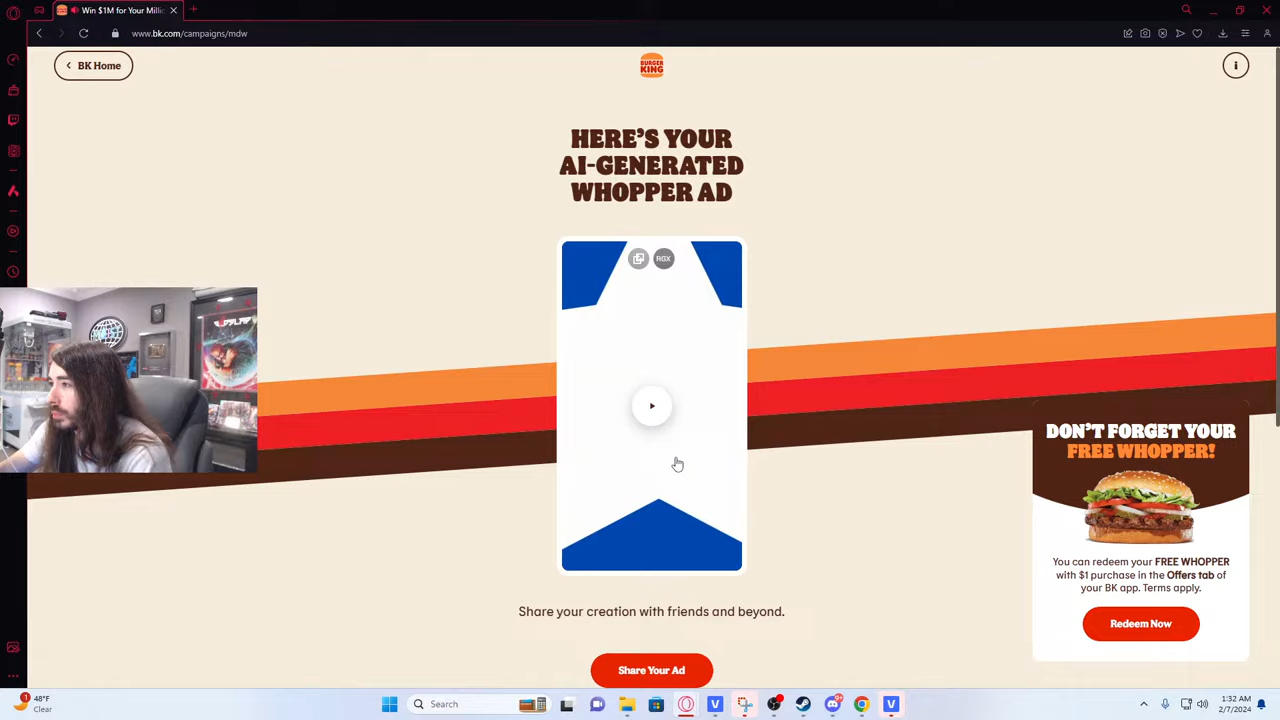 Win $1M for Your Millic
www.bk.com/campaigns/mdw
BK Home
BURGER
KING
i
HERE'S YOUR
AI-GENERATED
WHOPPER AD
RGX
DON'T FORGET YOUR
FREE WHOPPER!
You can redeem your FREE WHOPPER
with $1 purchase in the Offers tab of
your BK app. Terms apply.
Redeem Now
Share your creation with friends and beyond.
Share Your Ad
1
48°F
Clear
Search
1:32 AM
2/7/2024